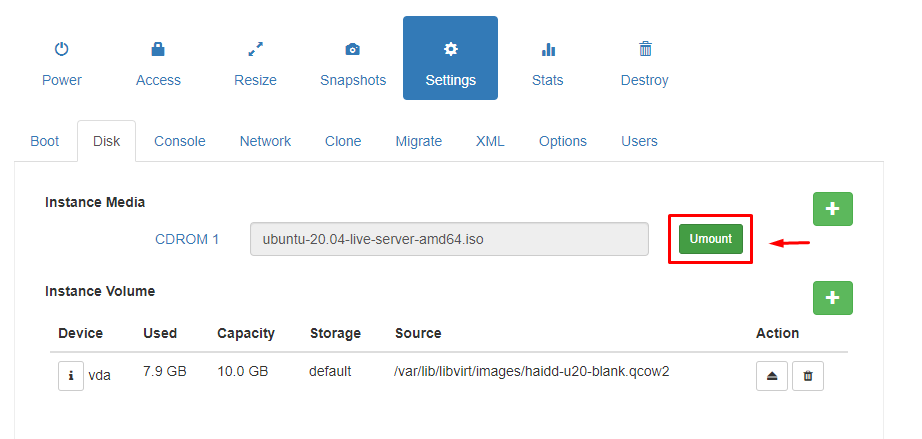 Power Access Resize Snapshots Settings Stats Destroy
Boot Disk Console Network Clone Migrate XML Options Users
Instance Media
CDROM 1 ubuntu-20.04-live-server-amd64.iso Umount
Instance Volume
Device Used Capacity Storage Source Action
vda 7.9 GB 10.0 GB default /var/lib/libvirt/images/haidd-u20-blank.qcow2